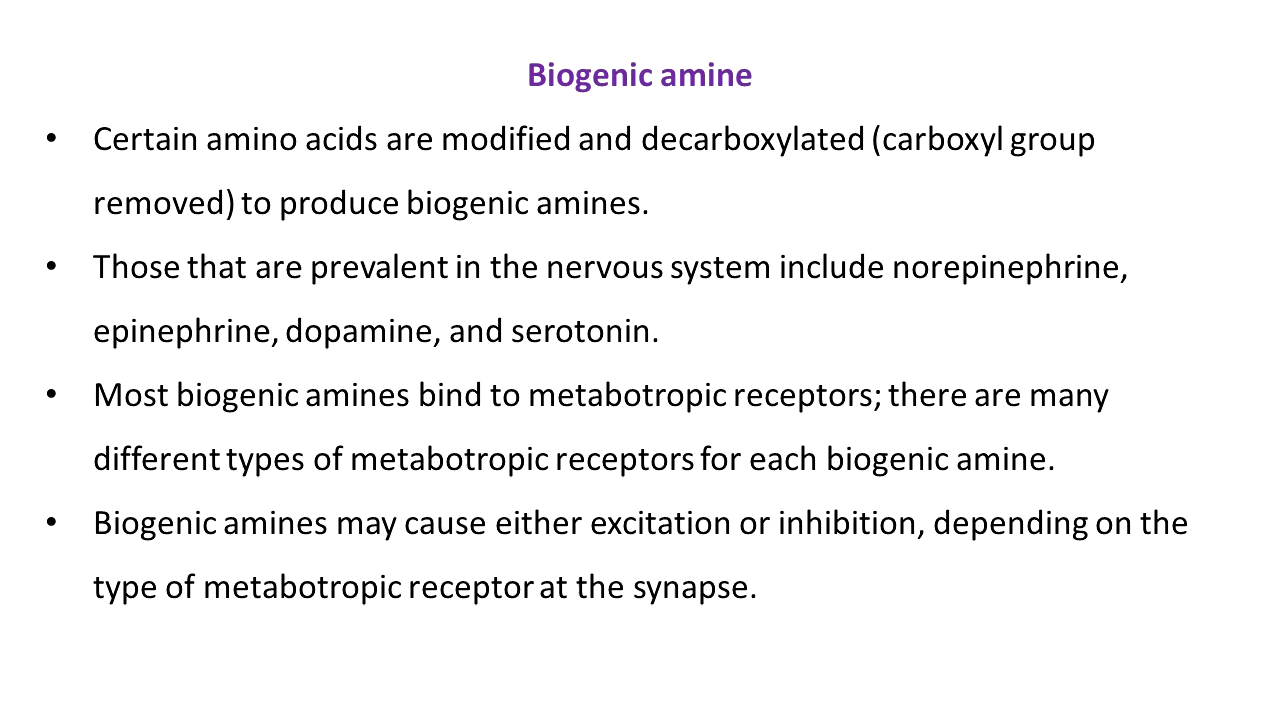 Biogenic amine
• Certain amino acids are modified and decarboxylated (carboxyl group
removed) to produce biogenic amines.
• Those that are prevalent in the nervous system include norepinephrine,
epinephrine, dopamine, and serotonin.
• Most biogenic amines bind to metabotropic receptors; there are many
different types of metabotropic receptors for each biogenic amine.
• Biogenic amines may cause either excitation or inhibition, depending on the
type of metabotropic receptor at the synapse.